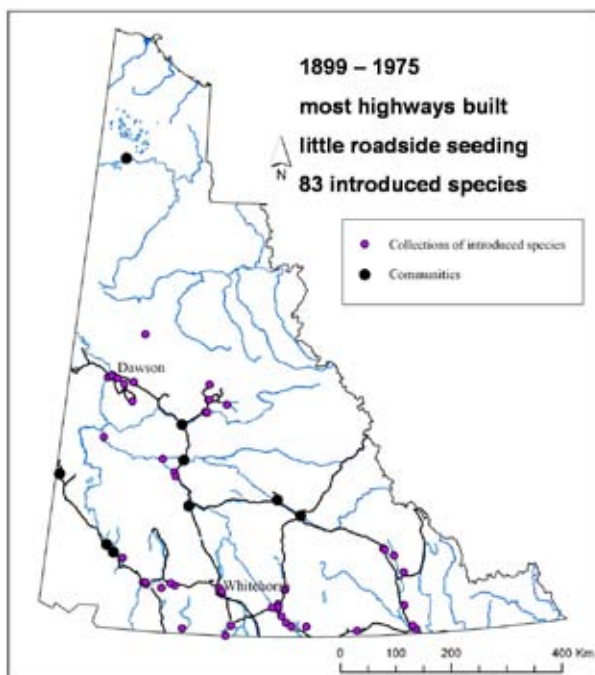 1899 – 1975
most highways built
little roadside seeding
N
83 introduced species
Collections of introduced species
Communities
Dawson
Whitehorse
0 100 200 400 Km